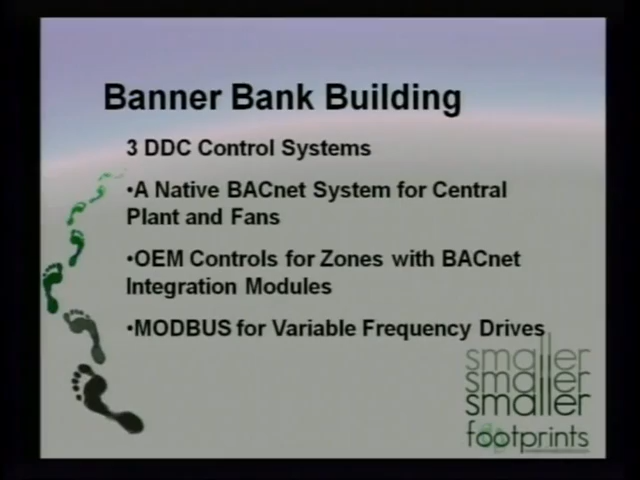 Banner Bank Building
3 DDC Control Systems
•A Native BACnet System for Central
Plant and Fans
•OEM Controls for Zones with BACnet
Integration Modules
•MODBUS for Variable Frequency Drives
smaller
smaller
smaller
footprints